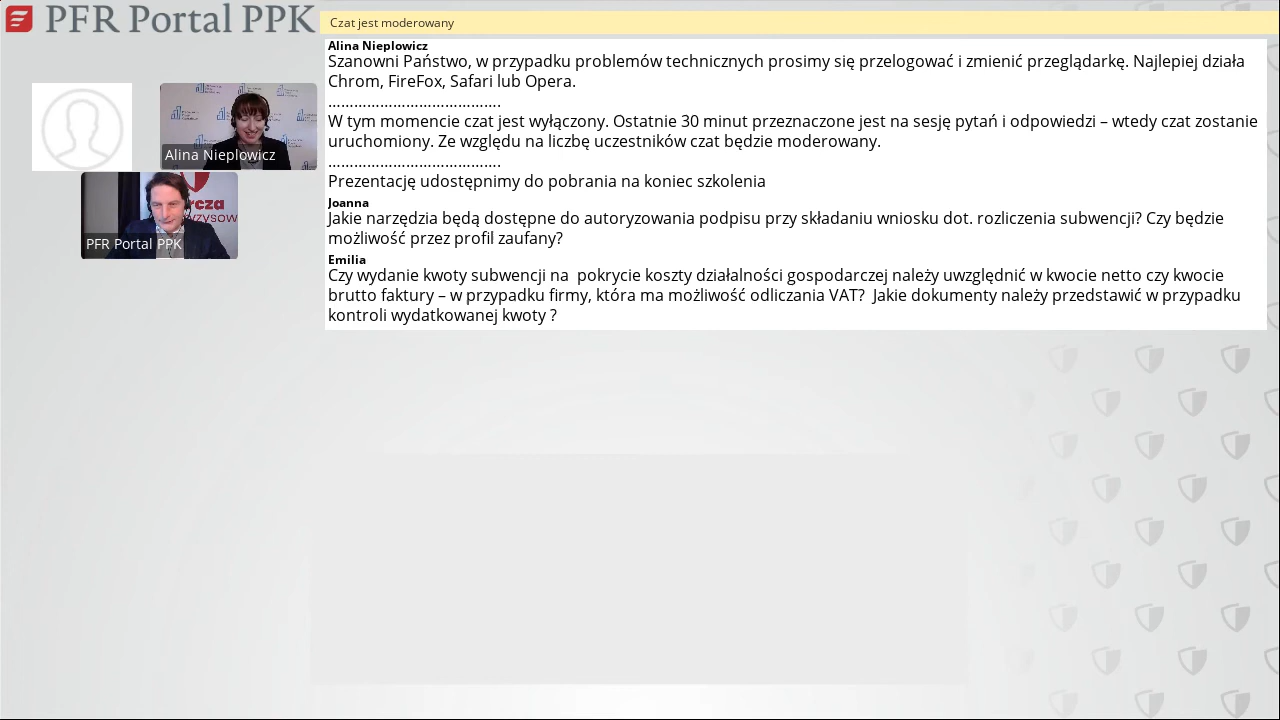 PFR Portal PPK
Czat jest moderowany
Alina Nieplowicz
Szanowni Państwo, w przypadku problemów technicznych prosimy się przelogować i zmienić przeglądarkę. Najlepiej działa
Chrom, FireFox, Safari lub Opera.
........................................
W tym momencie czat jest wyłączony. Ostatnie 30 minut przeznaczone jest na sesję pytań i odpowiedzi – wtedy czat zostanie
uruchomiony. Ze względu na liczbę uczestników czat będzie moderowany.
........................................
Prezentację udostępnimy do pobrania na koniec szkolenia
Joanna
Jakie narzędzia będą dostępne do autoryzowania podpisu przy składaniu wniosku dot. rozliczenia subwencji? Czy będzie
możliwość przez profil zaufany?
Emilia
Czy wydanie kwoty subwencji na  pokrycie koszty działalności gospodarczej należy uwzględnić w kwocie netto czy kwocie
brutto faktury – w przypadku firmy, która ma możliwość odliczania VAT?  Jakie dokumenty należy przedstawić w przypadku
kontroli wydatkowanej kwoty ?
Alina Nieplowicz
rcza
yzysow
PFR Portal PPK